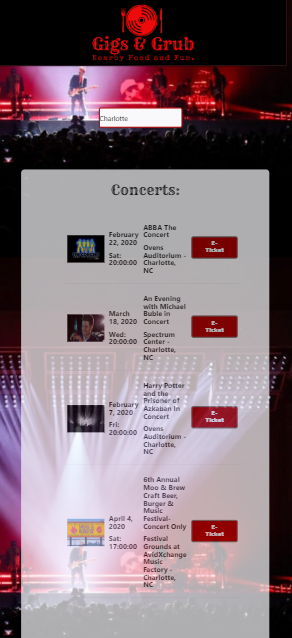 Gigs & Grub
Nearby Food and Fun.
Charlotte
Concerts:
February
22, 2020
Sat:
20:00:00
ABBA The
Concert
Ovens
Auditorium -
Charlotte,
NC
E-
Ticket
March
18, 2020
Wed:
20:00:00
An Evening
with Michael
Buble in
Concert
Spectrum
Center -
Charlotte,
NC
E-
Ticket
February
7, 2020
Fri:
20:00:00
Harry Potter
and the
Prisoner of
Azkaban In
Concert
Ovens
Auditorium -
Charlotte,
NC
E-
Ticket
April 4,
2020
Sat:
17:00:00
6th Annual
Moo & Brew
Craft Beer,
Burger &
Music
Festival-
Concert Only
Festival
Grounds at
AvidXchange
Music
Factory -
Charlotte,
NC
E-
Ticket